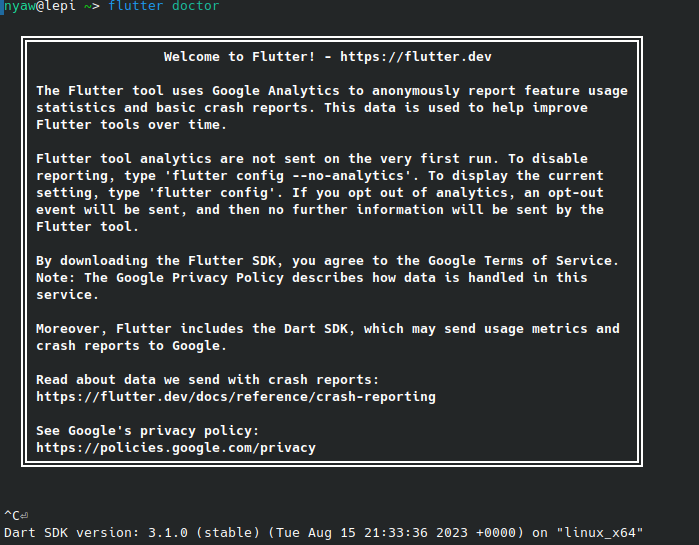 nyaw@lepi ~> flutter doctor
Welcome to Flutter! - https://flutter.dev
The Flutter tool uses Google Analytics to anonymously report feature usage
statistics and basic crash reports. This data is used to help improve
Flutter tools over time.
Flutter tool analytics are not sent on the very first run. To disable
reporting, type 'flutter config --no-analytics'. To display the current
setting, type 'flutter config'. If you opt out of analytics, an opt-out
event will be sent, and then no further information will be sent by the
Flutter tool.
By downloading the Flutter SDK, you agree to the Google Terms of Service.
Note: The Google Privacy Policy describes how data is handled in this
service.
Moreover, Flutter includes the Dart SDK, which may send usage metrics and
crash reports to Google.
Read about data we send with crash reports:
https://flutter.dev/docs/reference/crash-reporting
See Google's privacy policy:
https://policies.google.com/privacy
^C⏎
Dart SDK version: 3.1.0 (stable) (Tue Aug 15 21:33:36 2023 +0000) on "linux_x64"